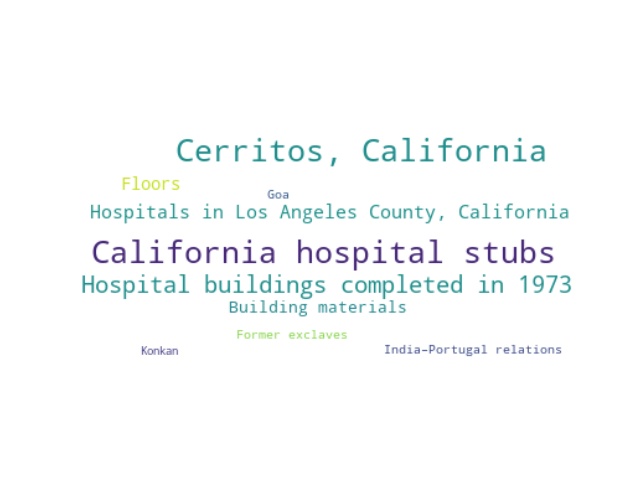 Cerritos, California
Floors
Goa
Hospitals in Los Angeles County, California
California hospital stubs
Hospital buildings completed in 1973
Building materials
Former exclaves
Konkan
India–Portugal relations